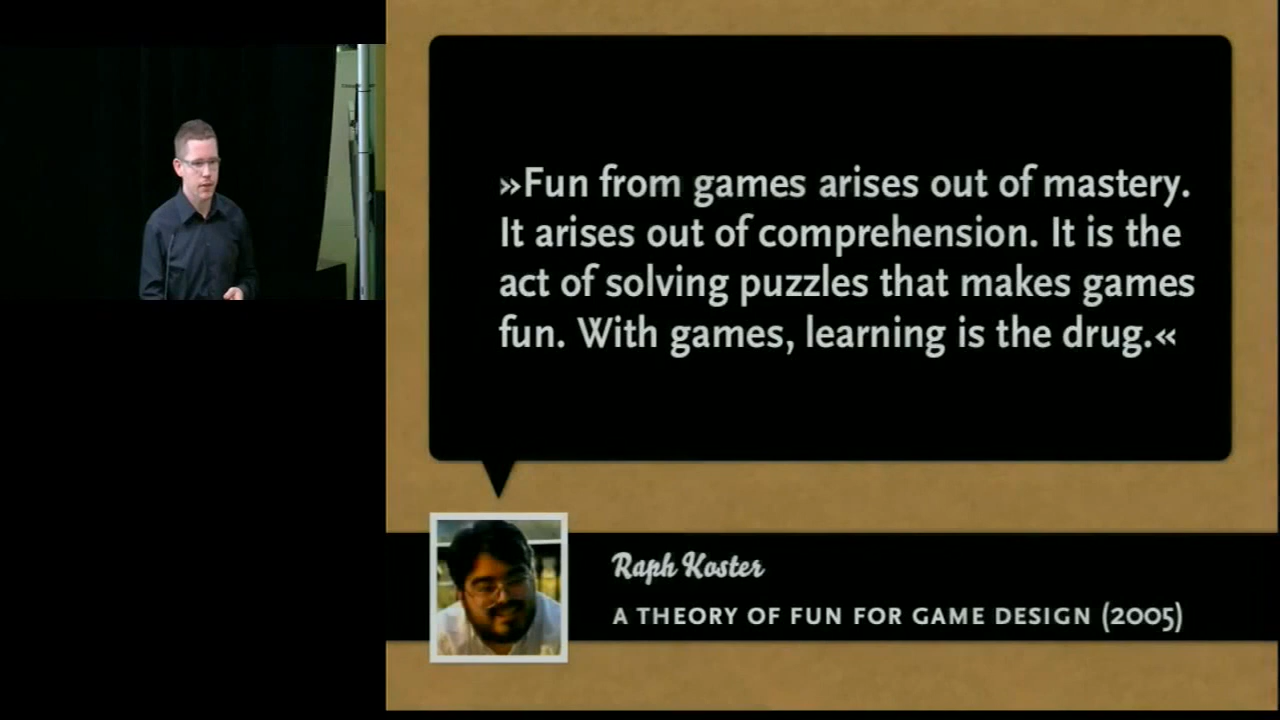 »Fun from games arises out of mastery.
It arises out of comprehension. It is the
act of solving puzzles that makes games
fun. With games, learning is the drug.«
Raph Koster
A THEORY OF FUN FOR GAME DESIGN (2005)